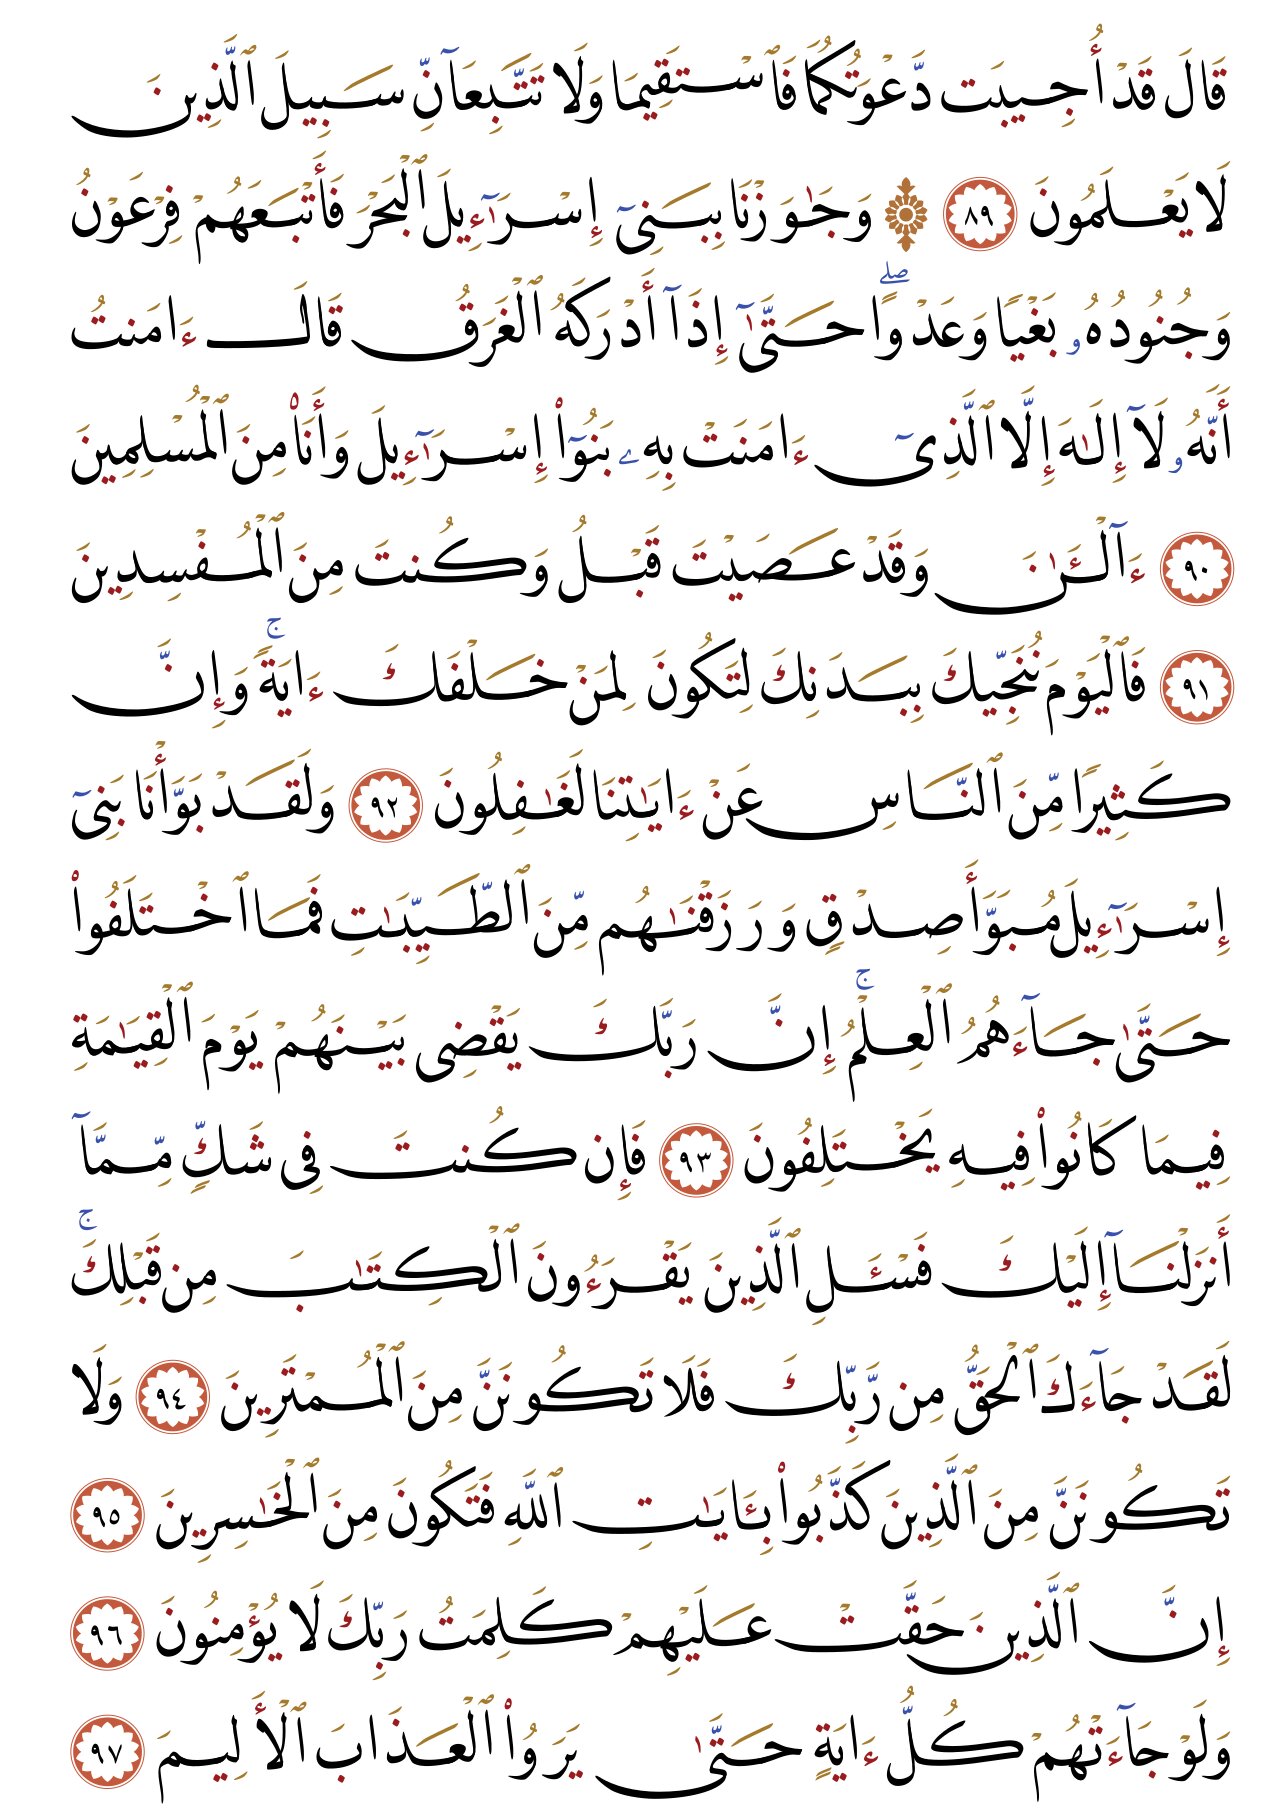 قَالَ قَدْ أُجِيبَت دَّعْوَتُكُمَا فَٱسْتَقِيمَا وَلَا تَتَّبِعَآنِّ سَبِيلَ ٱلَّذِينَ
لَا يَعْلَمُونَ ٨٩ ۞ وَجَٰوَزْنَا بِبَنِىٓ إِسْرَٰٓءِيلَ ٱلْبَحْرَ فَأَتْبَعَهُمْ فِرْعَوْنُ
وَجُنُودُهُۥ بَغْيًا وَعَدْوًا ۖ حَتَّىٰٓ إِذَآ أَدْرَكَهُ ٱلْغَرَقُ قَالَ ءَامَنتُ
أَنَّهُۥ لَآ إِلَٰهَ إِلَّا ٱلَّذِىٓ ءَامَنَتْ بِهِۦ بَنُوٓا۟ إِسْرَٰٓءِيلَ وَأَنَا۠ مِنَ ٱلْمُسْلِمِينَ
٩٠ ءَآلْـَٰٔنَ وَقَدْ عَصَيْتَ قَبْلُ وَكُنتَ مِنَ ٱلْمُفْسِدِينَ
٩١ فَٱلْيَوْمَ نُنَجِّيكَ بِبَدَنِكَ لِتَكُونَ لِمَنْ خَلْفَكَ ءَايَةً ۚ وَإِنَّ
كَثِيرًا مِّنَ ٱلنَّاسِ عَنْ ءَايَٰتِنَا لَغَٰفِلُونَ ٩٢ وَلَقَدْ بَوَّأْنَا بَنِىٓ
إِسْرَٰٓءِيلَ مُبَوَّأَ صِدْقٍ وَرَزَقْنَٰهُم مِّنَ ٱلطَّيِّبَٰتِ فَمَا ٱخْتَلَفُوا۟
حَتَّىٰ جَآءَهُمُ ٱلْعِلْمُ ۚ إِنَّ رَبَّكَ يَقْضِى بَيْنَهُمْ يَوْمَ ٱلْقِيَٰمَةِ
فِيمَا كَانُوا۟ فِيهِ يَخْتَلِفُونَ ٩٣ فَإِن كُنتَ فِى شَكٍّ مِّمَّآ
أَنزَلْنَآ إِلَيْكَ فَسْـَٔلِ ٱلَّذِينَ يَقْرَءُونَ ٱلْكِتَٰبَ مِن قَبْلِكَ ۚ
لَقَدْ جَآءَكَ ٱلْحَقُّ مِن رَّبِّكَ فَلَا تَكُونَنَّ مِنَ ٱلْمُمْتَرِينَ ٩٤ وَلَا
تَكُونَنَّ مِنَ ٱلَّذِينَ كَذَّبُوا۟ بِـَٔايَٰتِ ٱللَّهِ فَتَكُونَ مِنَ ٱلْخَٰسِرِينَ ٩٥
إِنَّ ٱلَّذِينَ حَقَّتْ عَلَيْهِمْ كَلِمَتُ رَبِّكَ لَا يُؤْمِنُونَ ٩٦
وَلَوْ جَآءَتْهُمْ كُلُّ ءَايَةٍ حَتَّىٰ يَرَوُا۟ ٱلْعَذَابَ ٱلْأَلِيمَ ٩٧